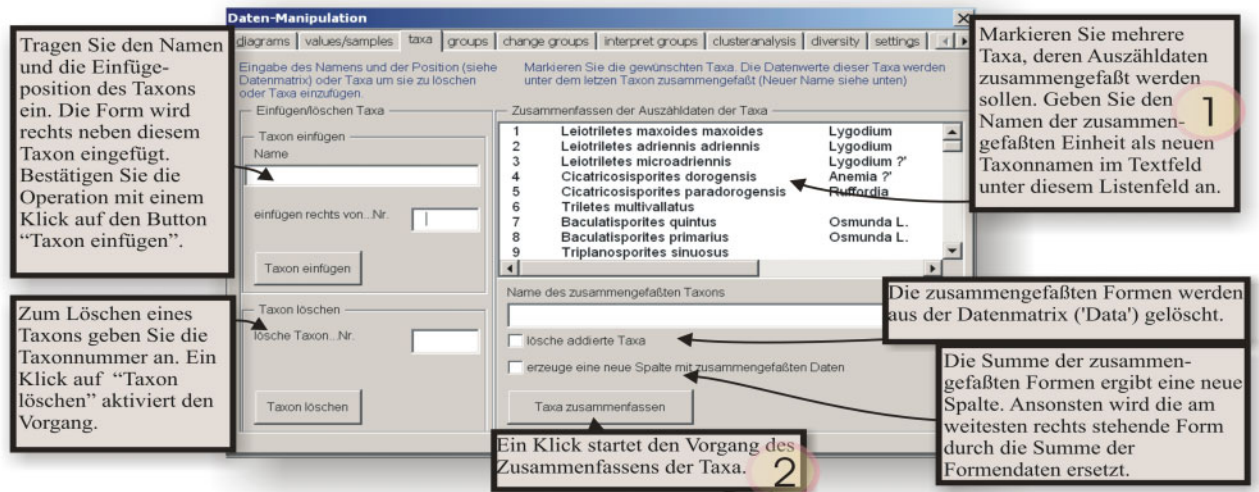 Daten-Manipulation
diagrams values/samples taxa groups change groups interpret groups clusteranalysis diversity settings
Tragen Sie den Namen
und die Einfüge-
position des Taxons
ein. Die Form wird
rechts neben diesem
Taxon eingefügt.
Bestätigen Sie die
Operation mit einem
Klick auf den Button
“Taxon einfügen”.
Zum Löschen eines
Taxons geben Sie die
Taxonnummer an. Ein
Klick auf “Taxon
löschen” aktiviert den
Vorgang.
Eingabe des Namens und der Position (siehe
Datenmatrix) oder Taxa um sie zu löschen
oder Taxa einzufügen.
Einfügen/löschen Taxa
Taxon einfügen
Name
einfügen rechts von...Nr.
Taxon einfügen
Taxon löschen
lösche Taxon...Nr.
Taxon löschen
Markieren Sie die gewünschten Taxa. Die Datenwerte dieser Taxa werden
unter dem letzen Taxon zusammengefaßt (Neuer Name siehe unten)
Zusammenfassen der Auszähldaten der Taxa
1 Leiotriletes maxoides maxoides Lygodium
2 Leiotriletes adriennis adriennis Lygodium
3 Leiotriletes microadriennis Lygodium ?'
4 Cicatricosisporites dorogensis Anemia ?'
5 Cicatricosisporites paradorogensis Ruffordia
6 Triletes multivallatus
7 Baculatisporites quintus Osmunda L.
8 Baculatisporites primarius Osmunda L.
9 Triplanosporites sinuosus
Name des zusammengefaßten Taxons
lösche addierte Taxa
erzeuge eine neue Spalte mit zusammengefaßten Daten
Taxa zusammenfassen
Markieren Sie mehrere
Taxa, deren Auszähldaten
zusammengefaßt werden
sollen. Geben Sie den
Namen der zusammen-
gefaßten Einheit als neuen
Taxonnamen im Textfeld
unter diesem Listenfeld an.
1
Die zusammengefaßten Formen werden
aus der Datenmatrix ('Data') gelöscht.
Die Summe der zusammen-
gefaßten Formen ergibt eine neue
Spalte. Ansonsten wird die am
weitesten rechts stehende Form
durch die Summe der
Formendaten ersetzt.
Ein Klick startet den Vorgang des
Zusammenfassens der Taxa.
2